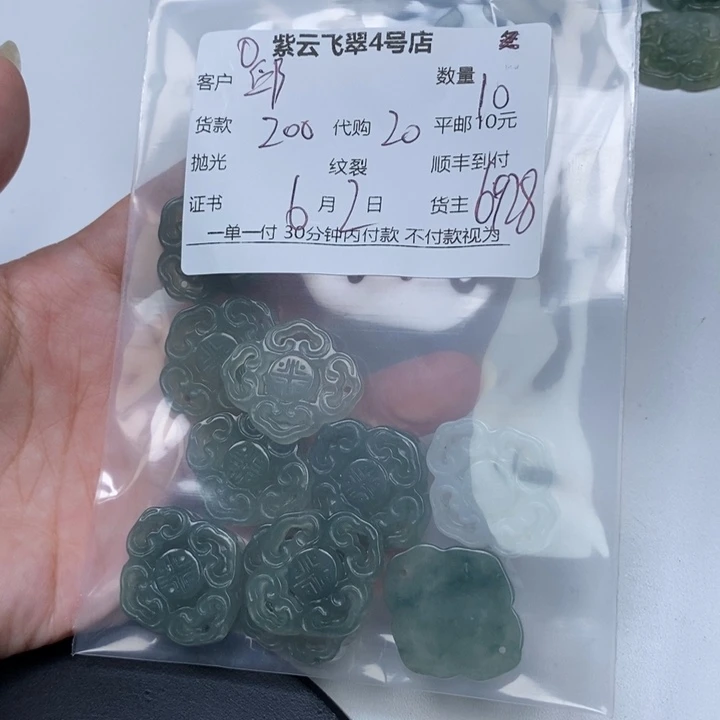 紫云飞翠4号店
客户 邱 数量 10
货款 200 代购 20 平邮10元
抛光 纹裂 顺丰到付
证书 6月2日 货主 6928
一单一付 30分钟内付款 不付款视为